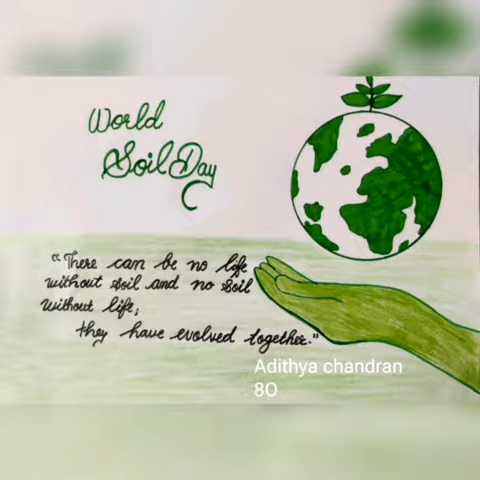 World
Soil Day
"There can be no life
without soil and no soil
without life;
they have evolved together."
Adithya chandran
8O